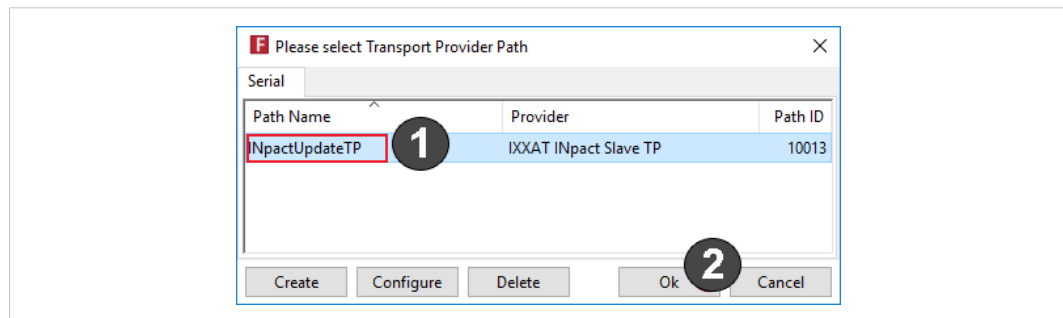 F Please select Transport Provider Path
Serial
Path Name Provider Path ID
INpactUpdateTP 1 IXXAT INpact Slave TP 10013
Create Configure Delete Ok 2 Cancel